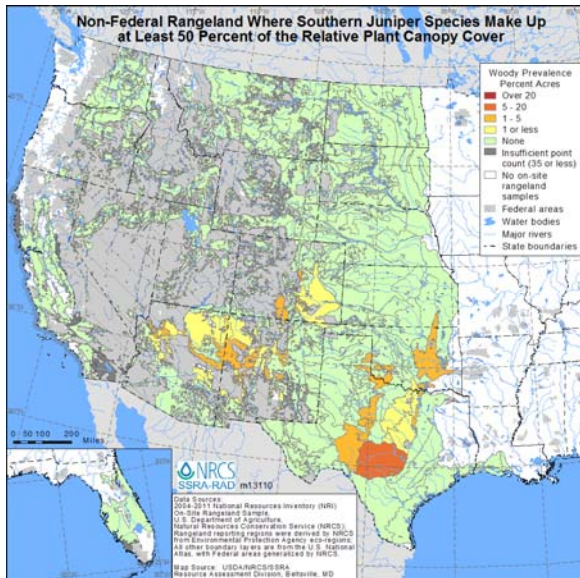 Non-Federal Rangeland Where Southern Juniper Species Make Up
at Least 50 Percent of the Relative Plant Canopy Cover
Woody Prevalence
Percent Acres
Over 20
5 - 20
1 - 5
1 or less
None
Insufficient point
count (35 or less)
No on-site
rangeland
samples
Federal areas
Water bodies
Major rivers
State boundaries
0 50 100 200
Miles
NRCS
SSRA-RAD
m13110
Data Sources:
2004-2011 National Resources Inventory (NRI)
On-Site Rangeland Sample,
U.S. Department of Agriculture,
Natural Resources Conservation Service (NRCS).
Rangeland reporting regions were derived by NRCS
from Environmental Protection Agency eco-regions.
All other boundary layers are from the U.S. National
Atlas, with Federal areas generalized by NRCS.
Map Source: USDA/NRCS/SSRA
Resource Assessment Division, Beltsville, MD